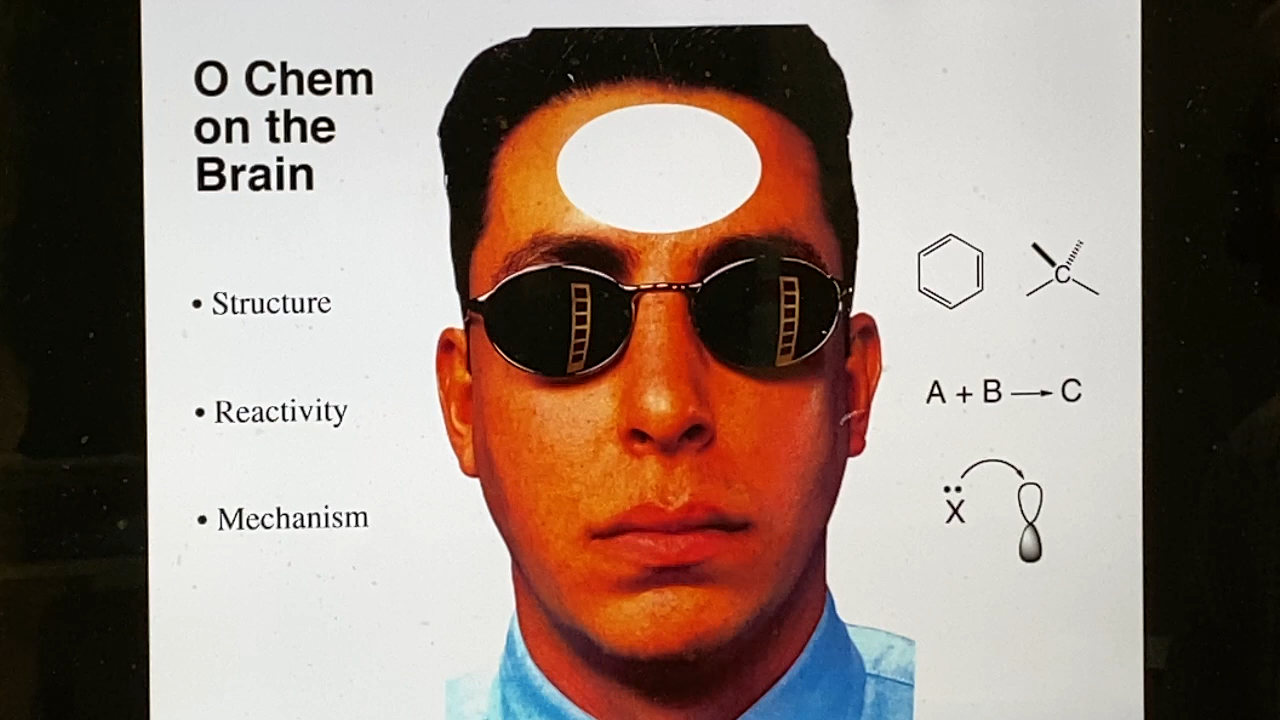 O Chem
on the
Brain
• Structure
• Reactivity
• Mechanism
C
A + B → C
X